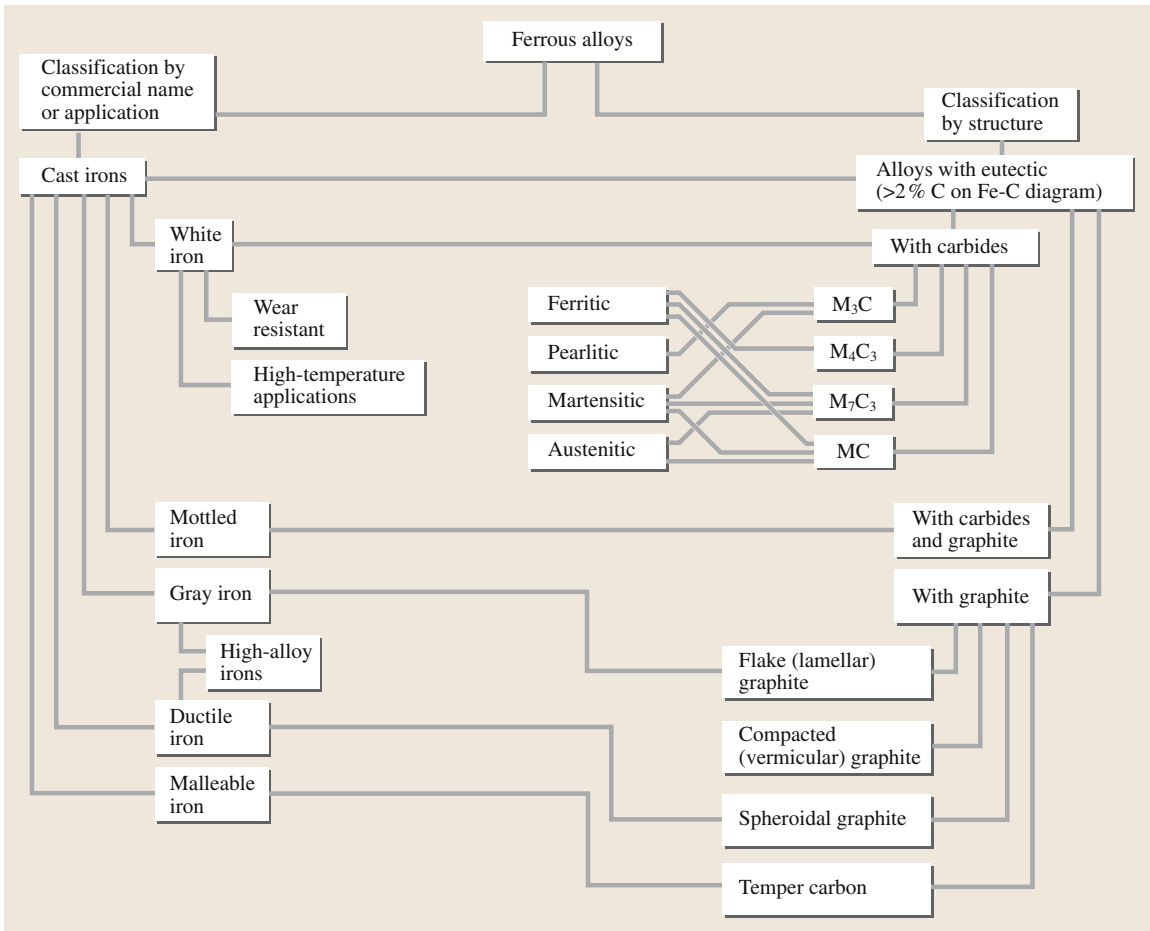 Ferrous alloys
Classification by
commercial name
or application
Classification
by structure
Cast irons
Alloys with eutectic
(>2% C on Fe-C diagram)
White
iron
With carbides
Wear
resistant
High-temperature
applications
Ferritic
Pearlitic
Martensitic
Austenitic
M₃C
M₄C₃
M₇C₃
MC
Mottled
iron
With carbides
and graphite
Gray iron
With graphite
High-alloy
irons
Flake (lamellar)
graphite
Ductile
iron
Compacted
(vermicular) graphite
Malleable
iron
Spheroidal graphite
Temper carbon